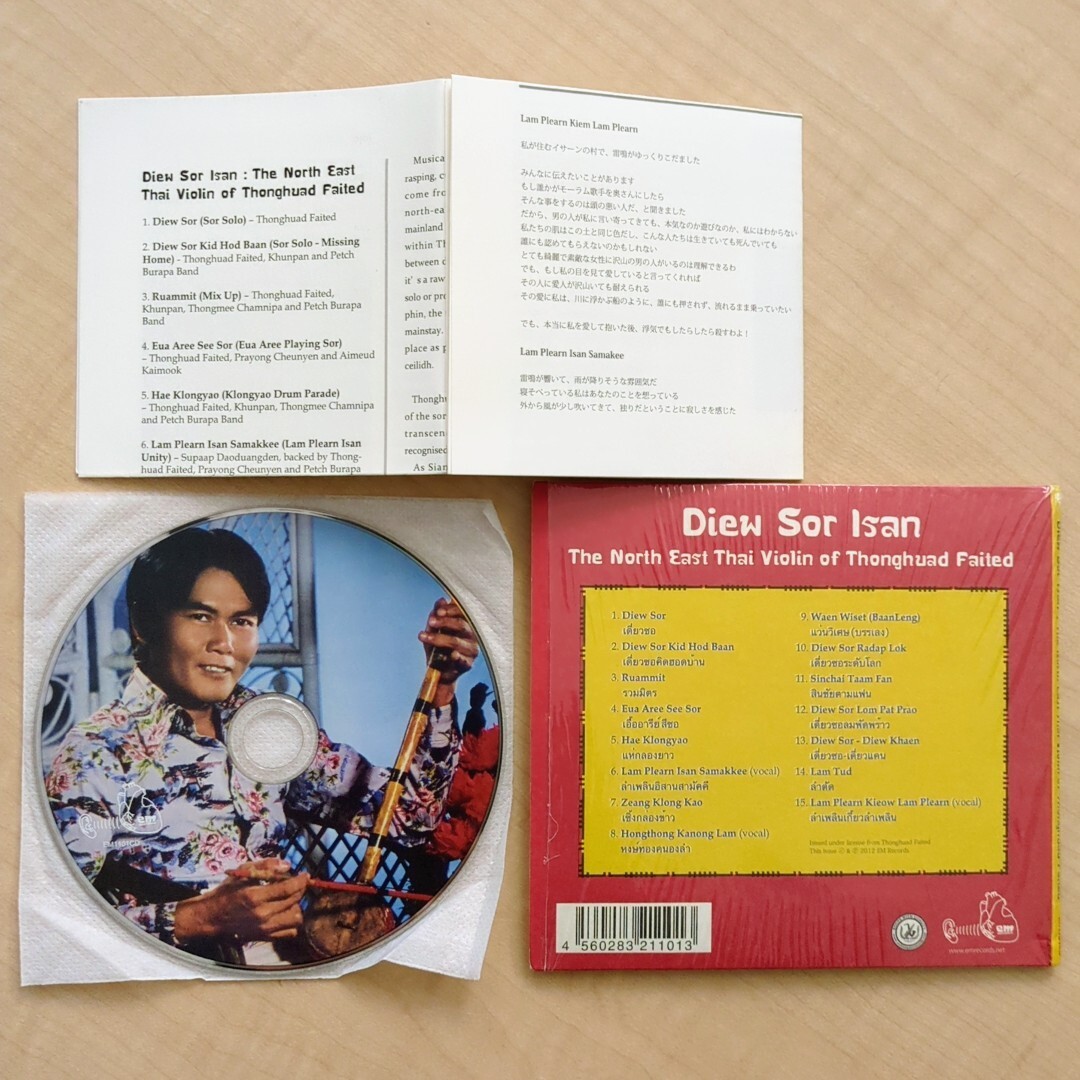 Diew Sor Isan : The North East
Thai Violin of Thonghuad Faited
1. Diew Sor (Sor Solo) – Thonghuad Faited
2. Diew Sor Kid Hod Baan (Sor Solo - Missing
Home) - Thonghuad Faited, Khunpan and Petch
Burapa Band
3. Ruammit (Mix Up) – Thonghuad Faited,
Khunpan, Thongmee Chamnipa and Petch Burapa
Band
4. Eua Aree See Sor (Eua Aree Playing Sor)
– Thonghuad Faited, Prayong Cheunyen and Aimeud
Kaimook
5. Hae Klongyao (Klongyao Drum Parade)
– Thonghuad Faited, Khunpan, Thongmee Chamnipa
and Petch Burapa Band
6. Lam Plearn Isan Samakkee (Lam Plearn Isan
Unity) – Supaap Daoduangden, backed by Thong-
huad Faited, Prayong Cheunyen and Petch Burapa
Musica
rasping, c
come fro
north-ea
mainland
within Th
between d
it's a raw
solo or pre
phin, the
mainstay.
place as p
ceilidh.
Thonghu
of the sor
transcen
recognised
As Siar
Lam Plearn Kiem Lam Plearn
私が住むイサーンの村で、雷鳴がゆっくりこだました
みんなに伝えたいことがあります
もし誰かがモーラム歌手を奥さんにしたら
そんな事をするのは頭の悪い人だ、と聞きました
だから、男の人が私に言い寄ってきても、本気なのか遊びなのか、私にはわからない
私たちの肌はこの土と同じ色だし、こんな人たちは生きていても死んでいても
誰にも認めてもらえないのかもしれない
とても綺麗で素敵な女性に沢山の男の人がいるのは理解できるわ
でも、もし私の目を見て愛していると言ってくれれば
その人に愛人が沢山いても耐えられる
その愛に私は、川に浮かぶ船のように、誰にも押されず、流れるまま乗っていたい
でも、本当に私を愛して抱いた後、浮気でもしたらしたら殺すわよ！
Lam Plearn Isan Samakee
雷鳴が響いて、雨が降りそうな雰囲気だ
寝そべっている私はあなたのことを想っている
外から風が少し吹いてきて、独りだということに寂しさを感じた
EM1101CD
Diew Sor Isan
The North East Thai Violin of Thonghuad Faited
1. Diew Sor
เดี่ยวซอ
2. Diew Sor Kid Hod Baan
เดี่ยวซอคิดฮอดบ้าน
3. Ruammit
รวมมิตร
4. Eua Aree See Sor
เอื้ออารีย์สีซอ
5. Hae Klongyao
แห่กลองยาว
6. Lam Plearn Isan Samakkee (vocal)
ลำเพลินอีสานสามัคคี
7. Zeang Klong Kao
เซิ้งกลองข้าว
8. Hongthong Kanong Lam (vocal)
หงษ์ทองคนองลำ
9. Waen Wiset (BaanLeng)
แว่นวิเศษ (บรรเลง)
10. Diew Sor Radap Lok
เดี่ยวซอระดับโลก
11. Sinchai Taam Fan
สินชัยตามแฟน
12. Diew Sor Lom Pat Prao
เดี่ยวซอลมพัดพร้าว
13. Diew Sor - Diew Khaen
เดี่ยวซอ-เดี่ยวแคน
14. Lam Tud
ลำตัด
15. Lam Plearn Kieow Lam Plearn (vocal)
ลำเพลินเกี้ยวลำเพลิน
Issued under license from Thonghuad Faited
This Issue Ⓟ & © 2012 EM Records
4 560283 211013
www.emrecords.net